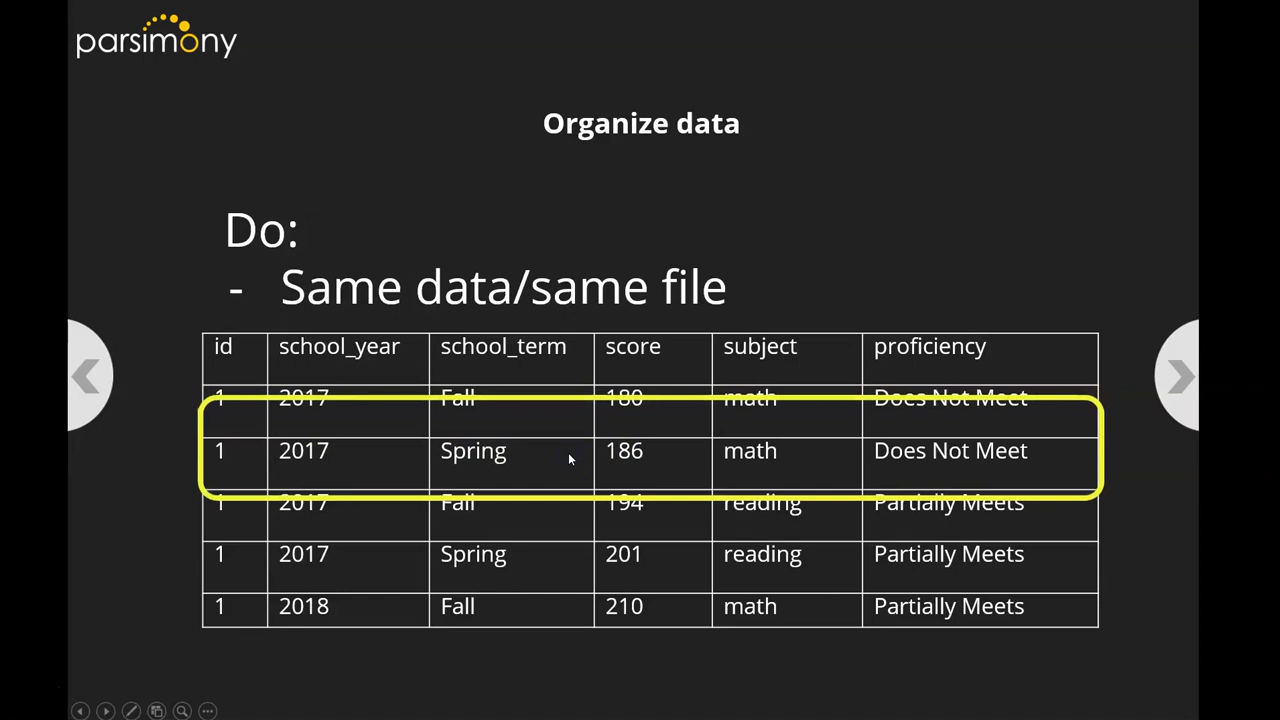 parsimony
Organize data
Do:
- Same data/same file
id school_year school_term score subject proficiency
1 2017 Fall 180 math Does Not Meet
1 2017 Spring 186 math Does Not Meet
1 2017 Fall 194 reading Partially Meets
1 2017 Spring 201 reading Partially Meets
1 2018 Fall 210 math Partially Meets